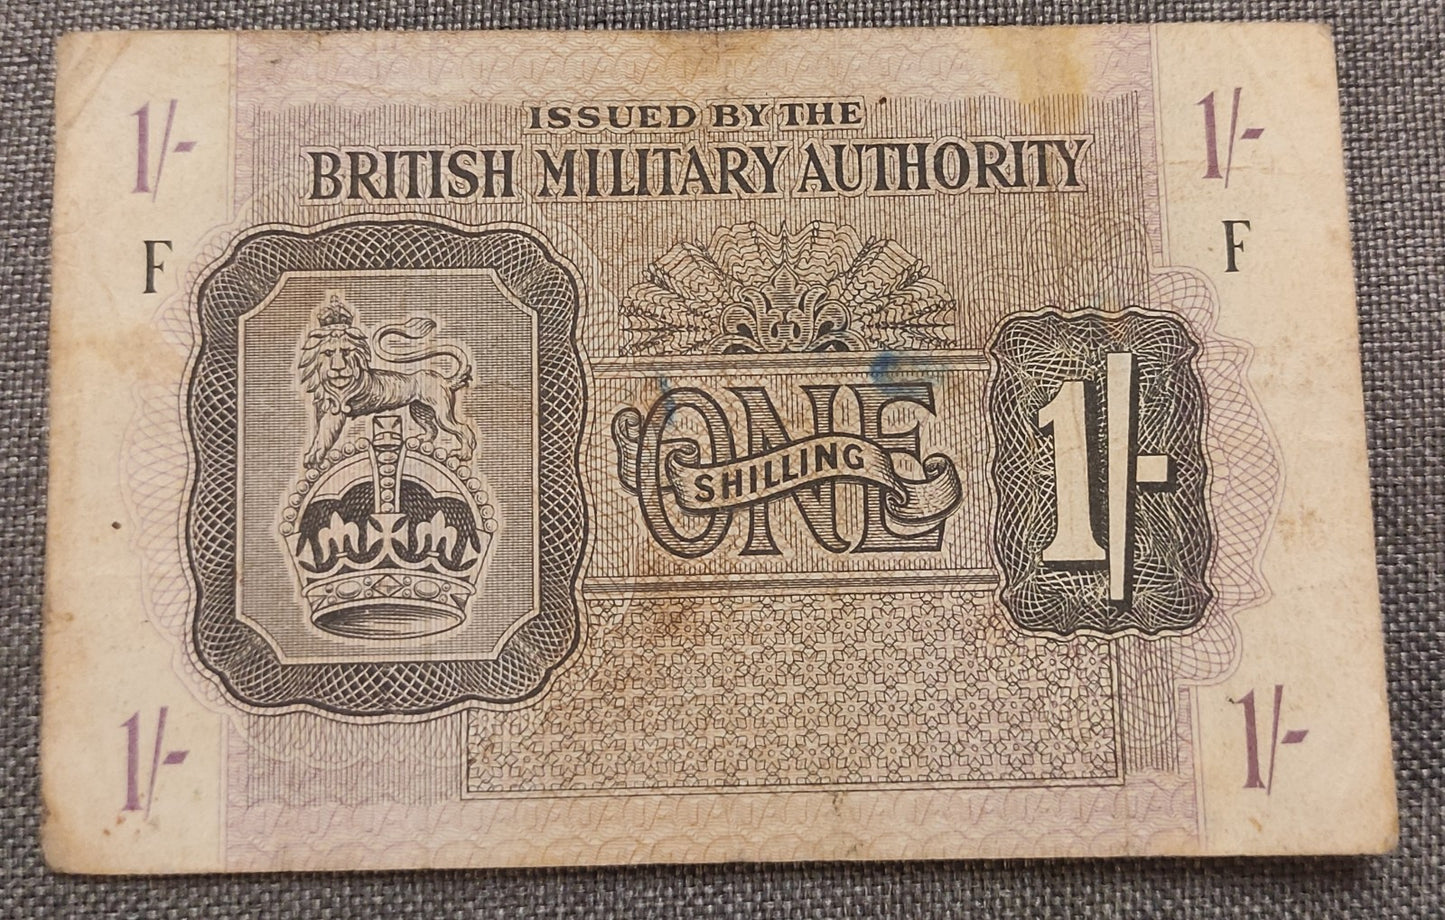 ISSUED BY THE
BRITISH MILITARY AUTHORITY
1/-
1/-
F
F
ONE
SHILLING
1/-
1/-
1/-